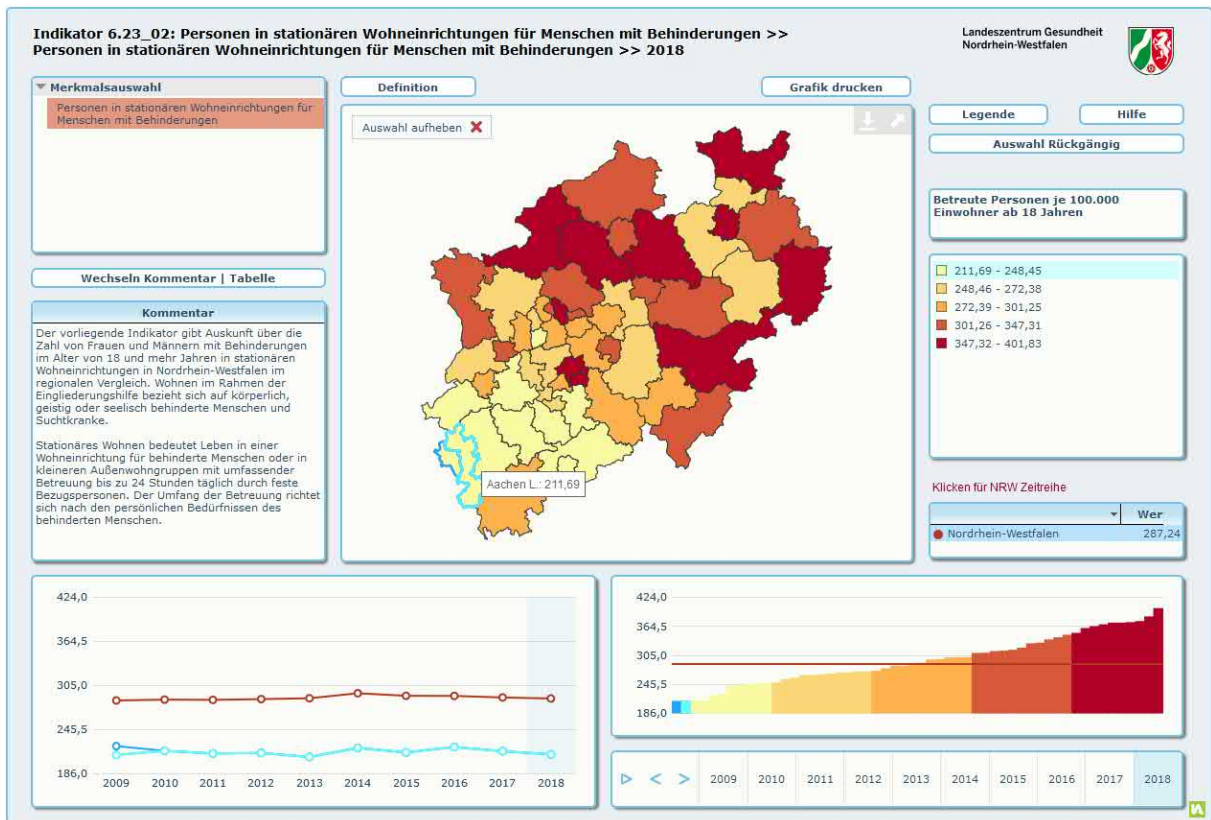 Indikator 6.23_02: Personen in stationären Wohneinrichtungen für Menschen mit Behinderungen >>
Personen in stationären Wohneinrichtungen für Menschen mit Behinderungen >> 2018
Landeszentrum Gesundheit
Nordrhein-Westfalen
Merkmalsauswahl
Personen in stationären Wohneinrichtungen für
Menschen mit Behinderungen
Definition
Grafik drucken
Auswahl aufheben
Legende
Hilfe
Auswahl Rückgängig
Betreute Personen je 100.000
Einwohner ab 18 Jahren
211,69 - 248,45
248,46 - 272,38
272,39 - 301,25
301,26 - 347,31
347,32 - 401,83
Wechseln Kommentar | Tabelle
Kommentar
Der vorliegende Indikator gibt Auskunft über die
Zahl von Frauen und Männern mit Behinderungen
im Alter von 18 und mehr Jahren in stationären
Wohneinrichtungen in Nordrhein-Westfalen im
regionalen Vergleich. Wohnen im Rahmen der
Eingliederungshilfe bezieht sich auf körperlich,
geistig oder seelisch behinderte Menschen und
Suchtkranke.
Stationäres Wohnen bedeutet Leben in einer
Wohneinrichtung für behinderte Menschen oder in
kleineren Außenwohngruppen mit umfassender
Betreuung bis zu 24 Stunden täglich durch feste
Bezugspersonen. Der Umfang der Betreuung richtet
sich nach den persönlichen Bedürfnissen des
behinderten Menschen.
Aachen L.: 211,69
Klicken für NRW Zeitreihe
Wer
Nordrhein-Westfalen 287,24
424,0
364,5
305,0
245,5
186,0
2009 2010 2011 2012 2013 2014 2015 2016 2017 2018
424,0
364,5
305,0
245,5
186,0
2009 2010 2011 2012 2013 2014 2015 2016 2017 2018